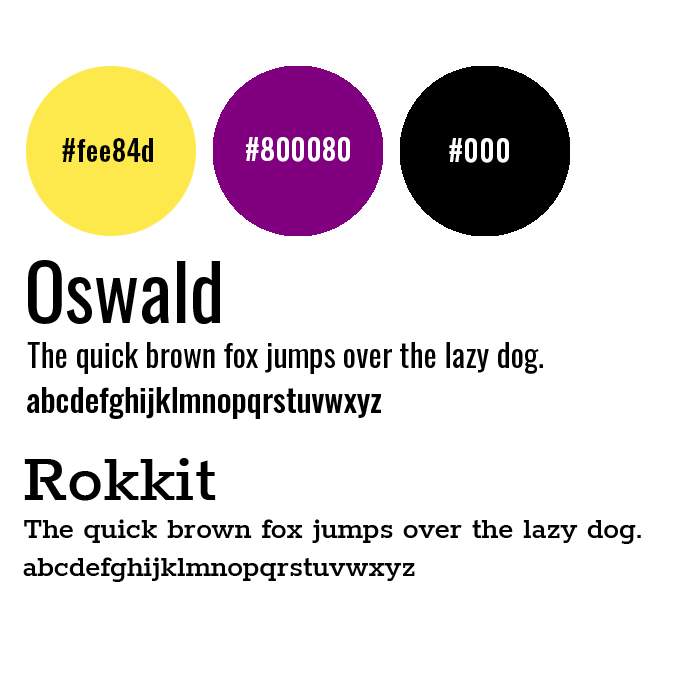 #fee84d
#800080
#000
Oswald
The quick brown fox jumps over the lazy dog.
abcdefghijklmnopqrstuvwxyz
Rokkit
The quick brown fox jumps over the lazy dog.
abcdefghijklmnopqrstuvwxyz